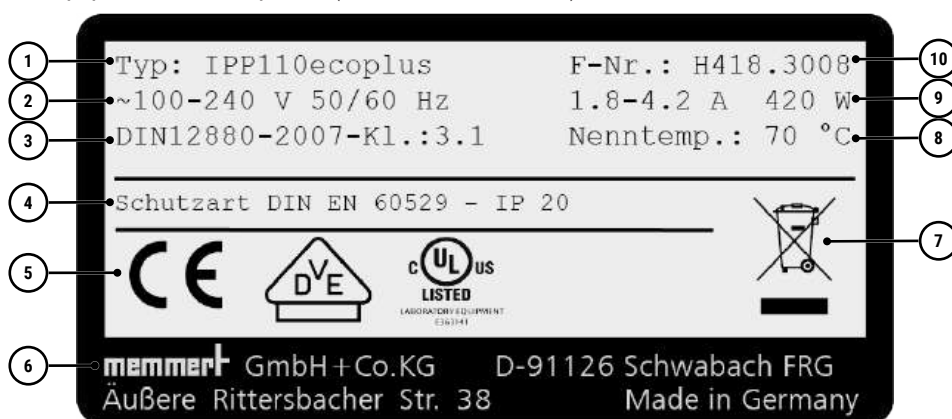 1 Typ: IPP110ecoplus F-Nr.: H418.3008 10
2 ~100-240 V 50/60 Hz 1.8-4.2 A 420 W 9
3 DIN12880-2007-Kl.:3.1 Nenntemp.: 70 °C 8
4 Schutzart DIN EN 60529 - IP 20
5 CE DVE C UL US 7
LISTED
LABORATORY EQUIPMENT
E363141
6 memmert GmbH+Co.KG D-91126 Schwabach FRG
Äußere Rittersbacher Str. 38 Made in Germany